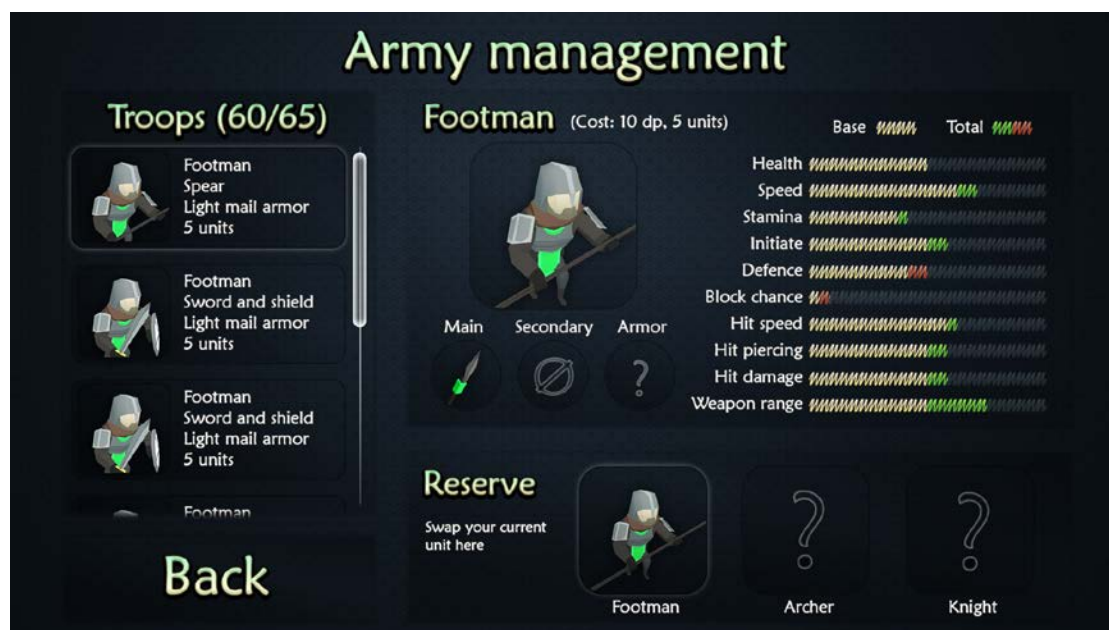 Army management
Troops (60/65)
Footman
Spear
Light mail armor
5 units
Footman
Sword and shield
Light mail armor
5 units
Footman
Sword and shield
Light mail armor
5 units
Footman
Back
Footman (Cost: 10 dp, 5 units)
Main Secondary Armor
?
Base Total
Health
Speed
Stamina
Initiate
Defence
Block chance
Hit speed
Hit piercing
Hit damage
Weapon range
Reserve
Swap your current
unit here
? ?
Footman Archer Knight